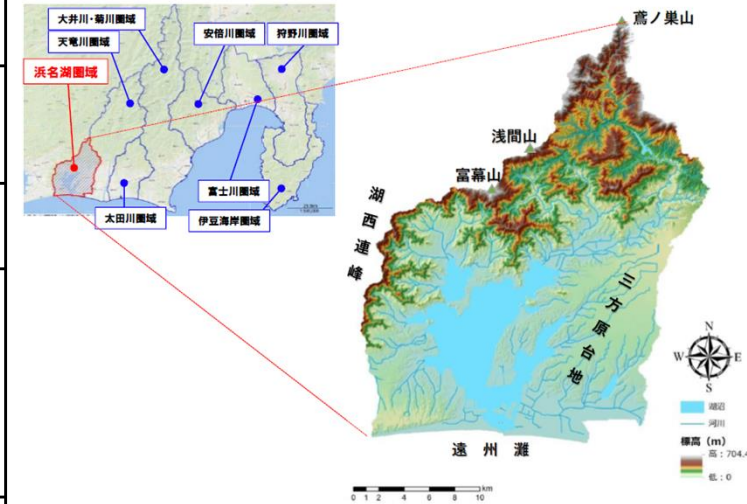 大井川・菊川圏域
天竜川圏域
安倍川圏域
狩野川圏域
浜名湖圏域
富士川圏域
太田川圏域
伊豆海岸圏域
鳶ノ巣山
浅間山
富幕山
湖西連峰
三方原台地
遠州灘
N
W
E
S
湖沼
河川
標高（m）
高：704.4
低：0
km
0 1 2 4 6 8 10